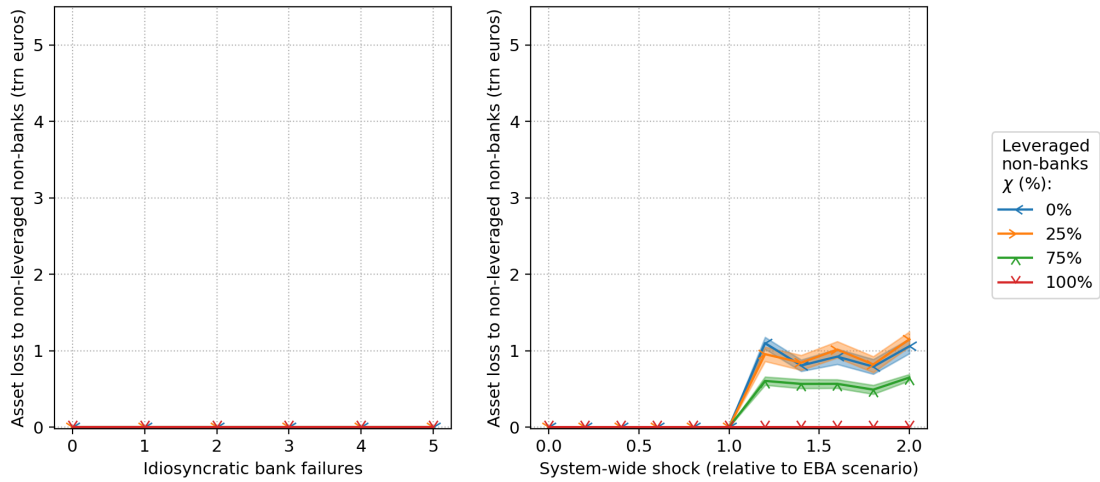 Asset loss to non-leveraged non-banks (trn euros)
5
4
3
2
1
0
0 1 2 3 4 5
Idiosyncratic bank failures
Asset loss to non-leveraged non-banks (trn euros)
5
4
3
2
1
0
0.0 0.5 1.0 1.5 2.0
System-wide shock (relative to EBA scenario)
Leveraged
non-banks
χ (%):
0%
25%
75%
100%